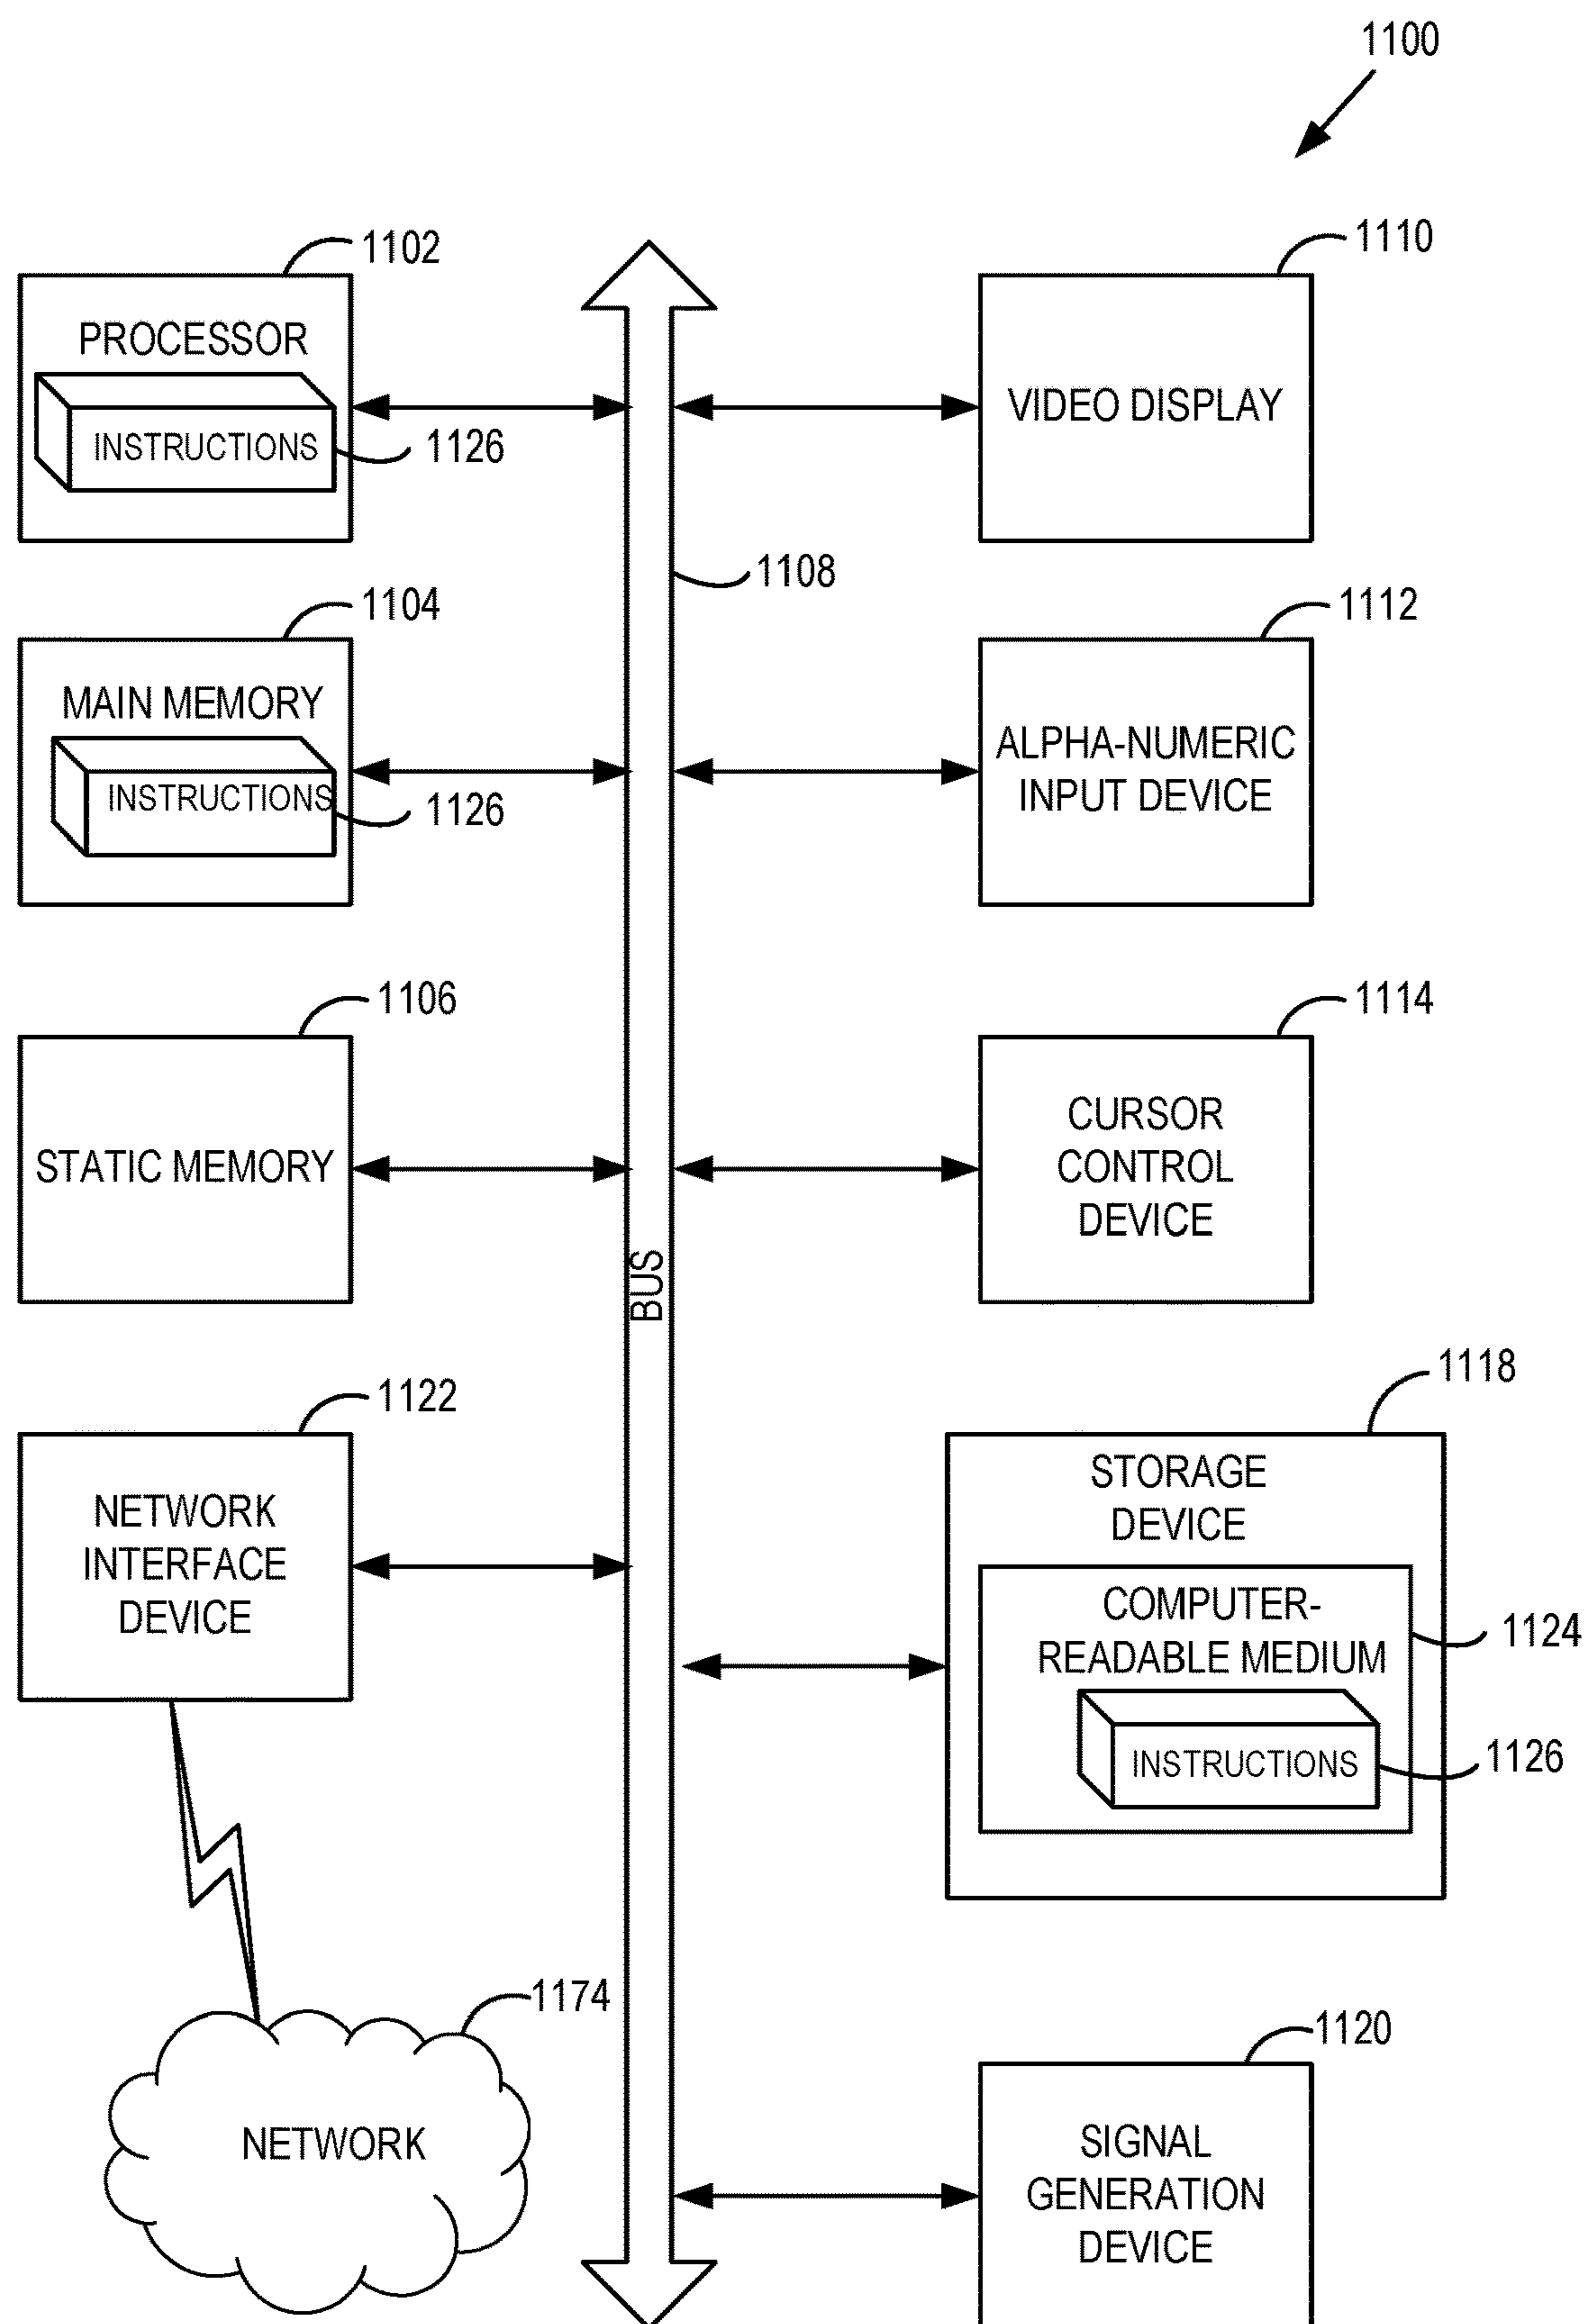 1100
1102
PROCESSOR
INSTRUCTIONS
1126
1110
VIDEO DISPLAY
1108
1104
MAIN MEMORY
INSTRUCTIONS
1126
1112
ALPHA-NUMERIC
INPUT DEVICE
1106
STATIC MEMORY
1114
CURSOR
CONTROL
DEVICE
BUS
1122
NETWORK
INTERFACE
DEVICE
1118
STORAGE
DEVICE
COMPUTER-
READABLE MEDIUM
1124
INSTRUCTIONS
1126
1174
NETWORK
1120
SIGNAL
GENERATION
DEVICE